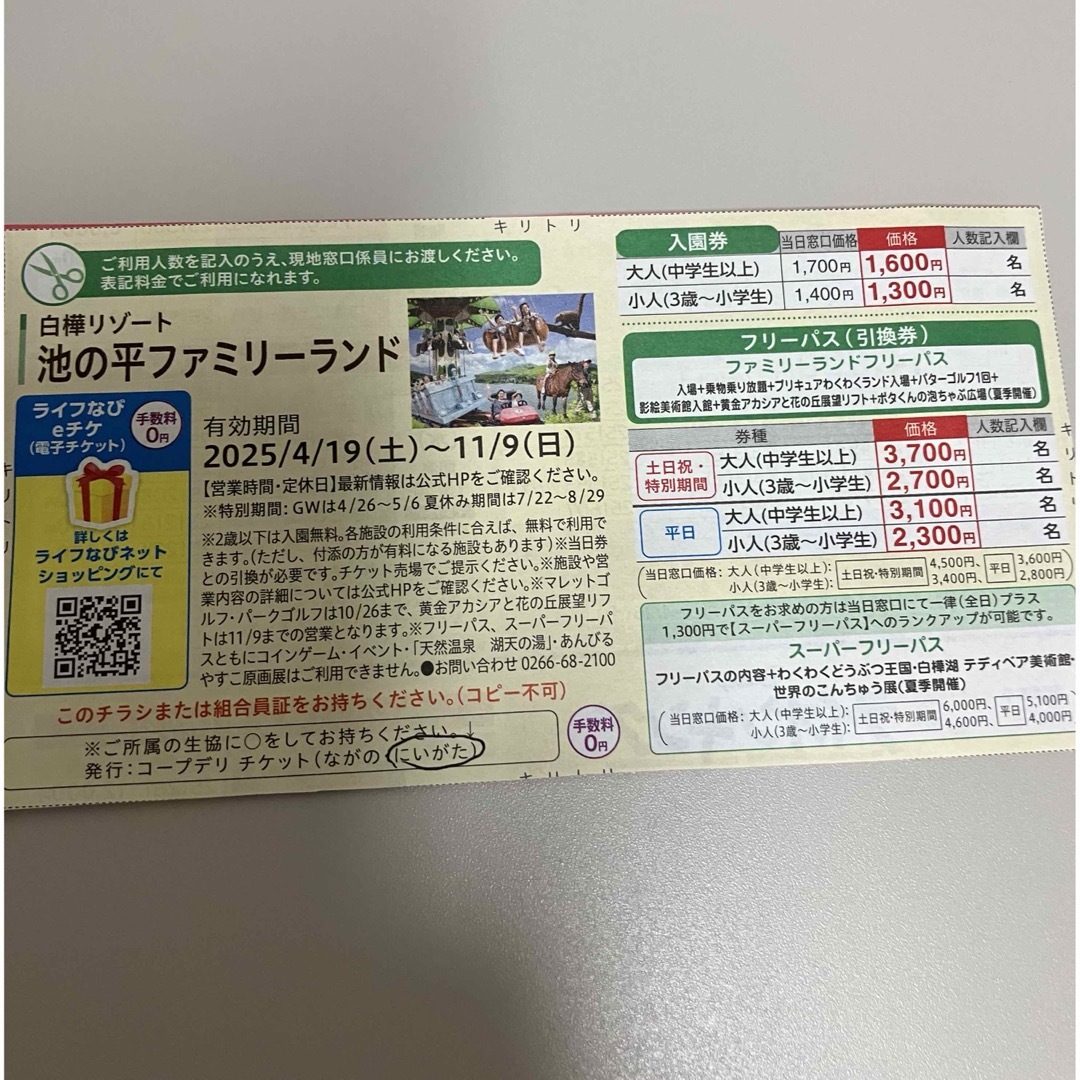 キリトリ
ご利用人数を記入のうえ、現地窓口係員にお渡しください。
表記料金でご利用になれます。
白樺リゾート
池の平ファミリーランド
ライフなび
eチケ
(電子チケット)
手数料
0円
詳しくは
ライフなびネット
ショッピングにて
有効期間
2025/4/19(土)～11/9(日)
【営業時間・定休日】最新情報は公式HPをご確認ください。
※特別期間：GWは4/26～5/6 夏休み期間は7/22～8/29
※2歳以下は入園無料。各施設の利用条件に合えば、無料で利用で
きます。(ただし、付添の方が有料になる施設もあります)※当日券
との引換が必要です。チケット売場でご提示ください。※施設や営
業内容の詳細については公式HPをご確認ください。※マレットゴ
ルフ・パークゴルフは10/26まで、黄金アカシアと花の丘展望リフ
トは11/9までの営業となります。※フリーパス、スーパーフリーパ
スともにコインゲーム・イベント・「天然温泉 湖天の湯」・あんびる
やすこ原画展はご利用できません。●お問い合わせ 0266-68-2100
このチラシまたは組合員証をお持ちください。(コピー不可)
※ご所属の生協に○をしてお持ちください。↓
発行：コープデリ チケット(ながの・にいがた)
手数料
0円
キリトリ
入園券 当日窓口価格 価格 人数記入欄
大人(中学生以上) 1,700円 1,600円 名
小人(3歳～小学生) 1,400円 1,300円 名
フリーパス(引換券)
ファミリーランドフリーパス
入場+乗物乗り放題+プリキュアわくわくランド入場+パターゴルフ1回+
影絵美術館入館+黄金アカシアと花の丘展望リフト+ポタくんの泡ちゃぷ広場(夏季開催)
券種 価格 人数記入欄
土日祝・
特別期間
大人(中学生以上) 3,700円 名
小人(3歳～小学生) 2,700円 名
平日
大人(中学生以上) 3,100円 名
小人(3歳～小学生) 2,300円 名
(当日窓口価格：大人(中学生以上)： 土日祝・特別期間 4,500円、 平日 3,600円
小人(3歳～小学生)： 3,400円、 2,800円)
フリーパスをお求めの方は当日窓口にて一律(全日)プラス
1,300円で【スーパーフリーパス】へのランクアップが可能です。
スーパーフリーパス
フリーパスの内容+わくわくどうぶつ王国・白樺湖 テディベア美術館・
世界のこんちゅう展(夏季開催)
(当日窓口価格：大人(中学生以上)： 土日祝・特別期間 6,000円、 平日 5,100円
小人(3歳～小学生)： 4,600円、 4,000円)